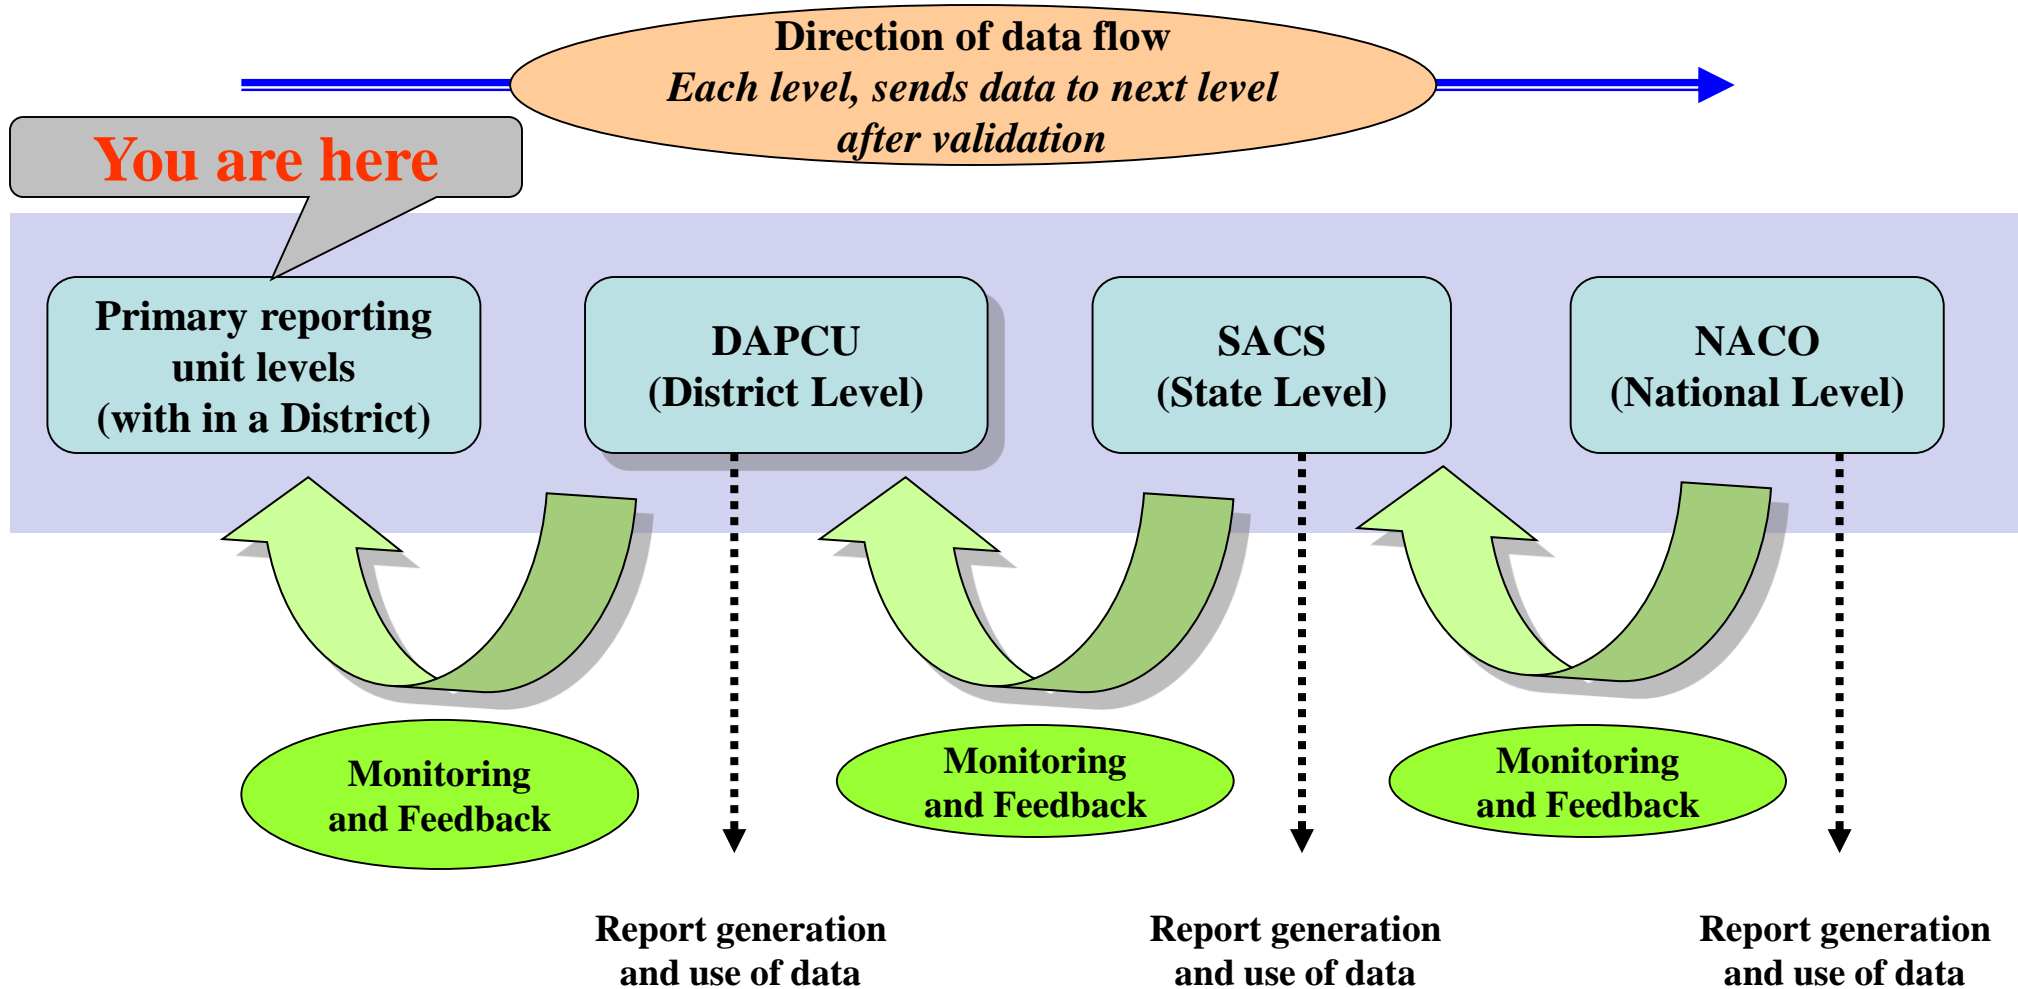 Direction of data flow
Each level, sends data to next level
after validation
You are here
Primary reporting
unit levels
(with in a District)
DAPCU
(District Level)
SACS
(State Level)
NACO
(National Level)
Monitoring
and Feedback
Monitoring
and Feedback
Monitoring
and Feedback
Report generation
and use of data
Report generation
and use of data
Report generation
and use of data